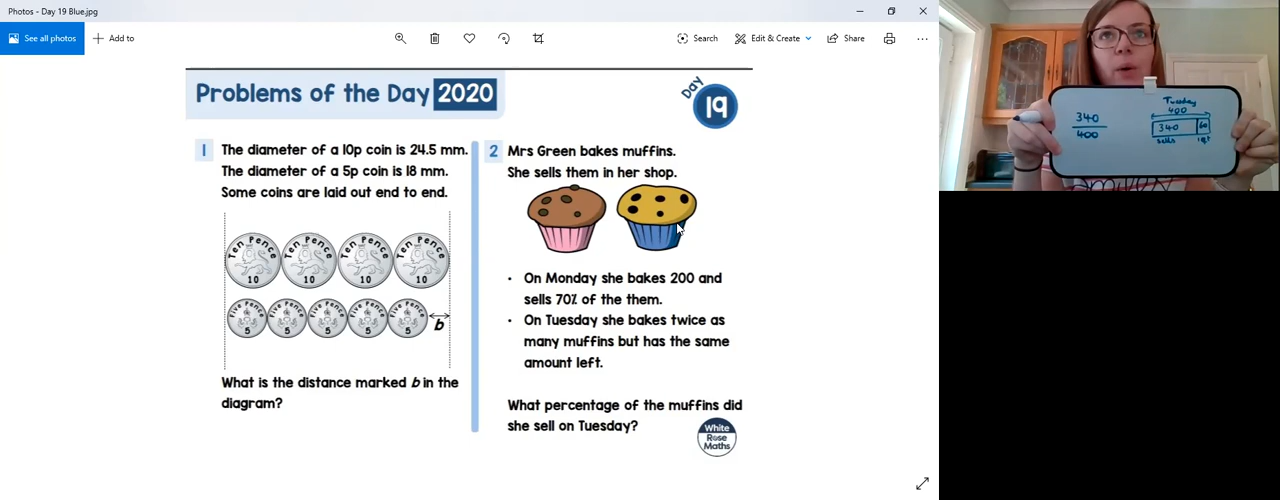 Photos - Day 19 Blue.jpg
See all photos
Add to
Search
Edit & Create
Share
Problems of the Day 2020
Day
19
1
The diameter of a 10p coin is 24.5 mm.
The diameter of a 5p coin is 18 mm.
Some coins are laid out end to end.
Ten Pence
10
Ten Pence
10
Ten Pence
10
Ten Pence
10
Five Pence
5
Five Pence
5
Five Pence
5
Five Pence
5
Five Pence
5
b
What is the distance marked b in the
diagram?
2
Mrs Green bakes muffins.
She sells them in her shop.
• On Monday she bakes 200 and
sells 70% of the them.
• On Tuesday she bakes twice as
many muffins but has the same
amount left.
What percentage of the muffins did
she sell on Tuesday?
White
Rose
Maths
340
400
Tuesday
400
340
60
sells
left